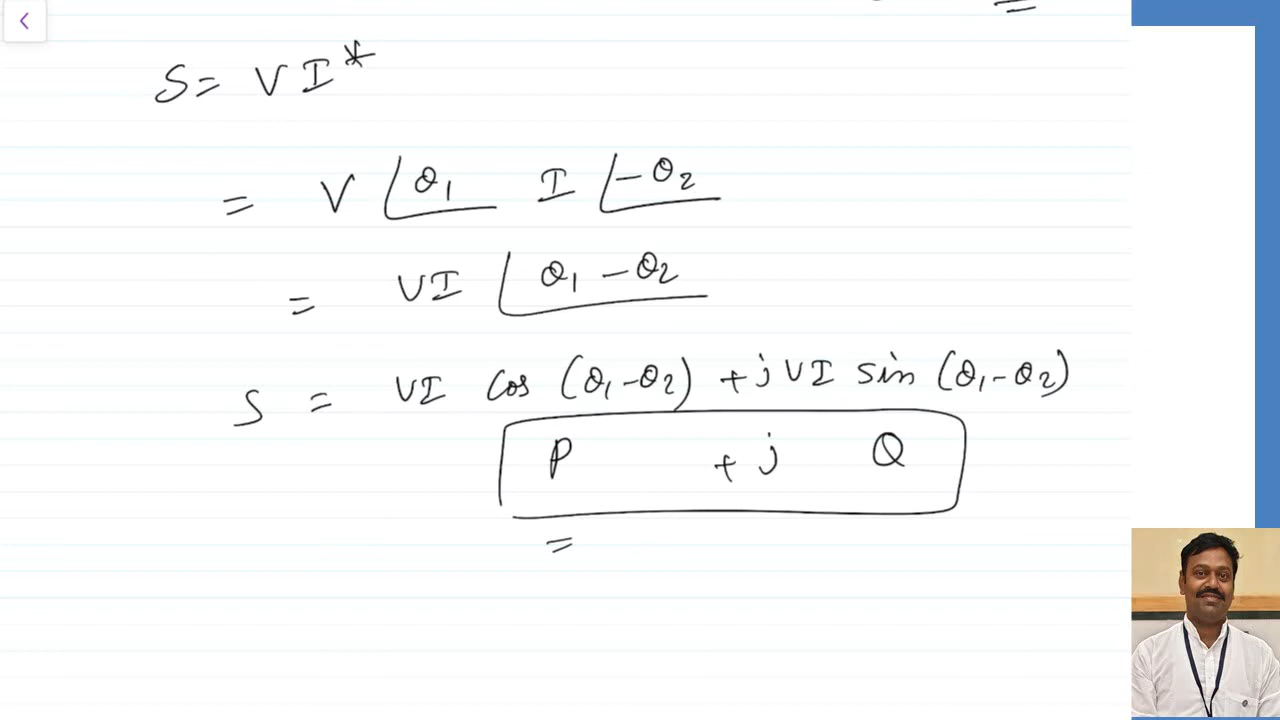 S = V I*
= V ∠θ1 I ∠-θ2
= VI ∠θ1 - θ2
S = VI cos (θ1 - θ2) + j VI sin (θ1 - θ2)
P + j Q
=